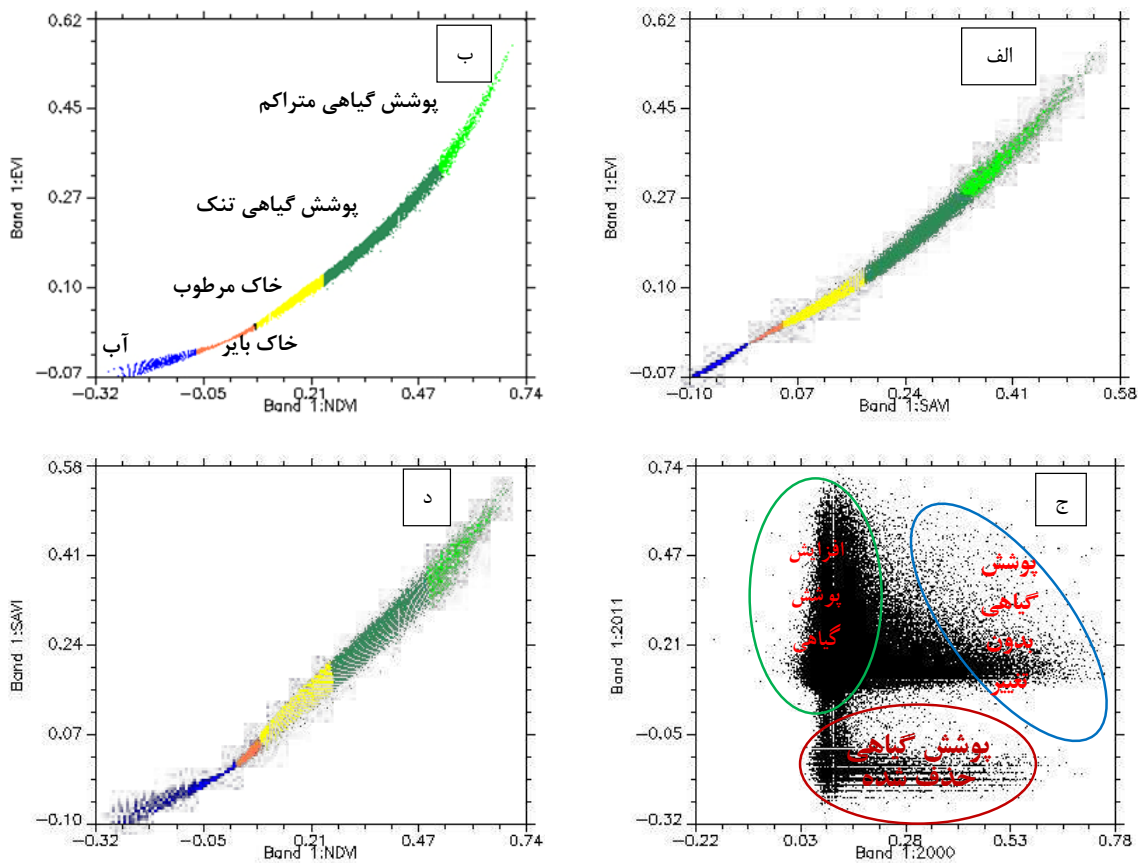 ب
پوشش گیاهی متراکم
پوشش گیاهی تنک
خاک مرطوب
خاک بایر
آب
0.62
0.45
0.27
0.10
−0.07
−0.32
−0.05
0.21
0.47
0.74
Band 1:EVI
Band 1:NDVI
الف
0.62
0.45
0.27
0.10
−0.07
−0.10
0.07
0.24
0.41
0.58
Band 1:EVI
Band 1:SAVI
د
0.58
0.41
0.24
0.07
−0.10
−0.32
−0.05
0.21
0.47
0.74
Band 1:SAVI
Band 1:NDVI
ج
افزایش
پوشش
گیاهی
پوشش
گیاهی
بدون
تغییر
پوشش گیاهی
حذف شده
0.74
0.47
0.21
−0.05
−0.32
−0.22
0.03
0.28
0.53
0.78
Band 1:2011
Band 1:2000